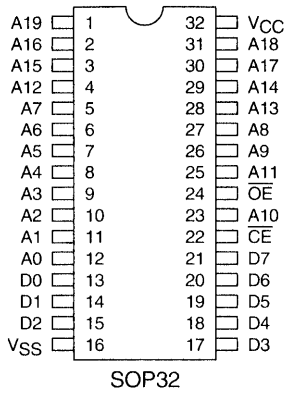 A19 1 32 VCC
A16 2 31 A18
A15 3 30 A17
A12 4 29 A14
A7 5 28 A13
A6 6 27 A8
A5 7 26 A9
A4 8 25 A11
A3 9 24 O̅E̅
A2 10 23 A10
A1 11 22 C̅E̅
A0 12 21 D7
D0 13 20 D6
D1 14 19 D5
D2 15 18 D4
VSS 16 17 D3
SOP32